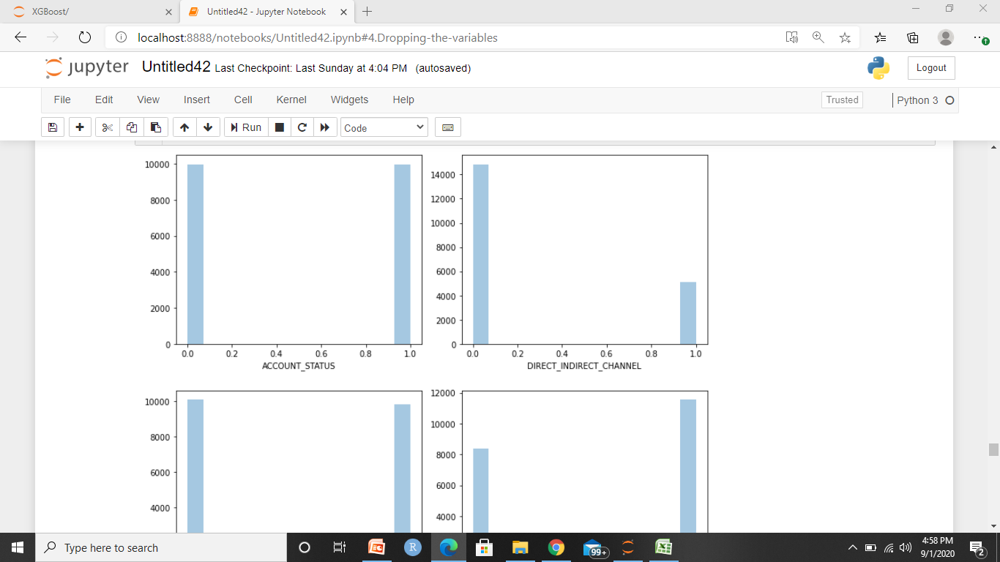 XGBoost/
Untitled42 - Jupyter Notebook
localhost:8888/notebooks/Untitled42.ipynb#4.Dropping-the-variables
jupyter Untitled42 Last Checkpoint: Last Sunday at 4:04 PM (autosaved)
Logout
File Edit View Insert Cell Kernel Widgets Help
Trusted
Python 3
Run
Code
10000
8000
6000
4000
2000
0
0.0 0.2 0.4 0.6 0.8 1.0
ACCOUNT_STATUS
14000
12000
10000
8000
6000
4000
2000
0
0.0 0.2 0.4 0.6 0.8 1.0
DIRECT_INDIRECT_CHANNEL
10000
8000
6000
4000
12000
10000
8000
6000
4000
Type here to search
R
99+
4:58 PM
9/1/2020
2